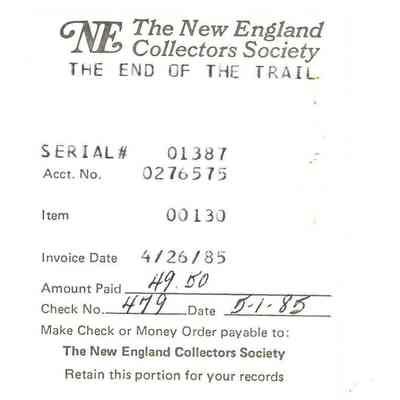 NE The New England
Collectors Society
THE END OF THE TRAIL.
SERIAL# 01387
Acct. No. 0276575
Item 00130
Invoice Date 4/26/85
Amount Paid 49.50
Check No. 479 Date 5-1-85
Make Check or Money Order payable to:
The New England Collectors Society
Retain this portion for your records